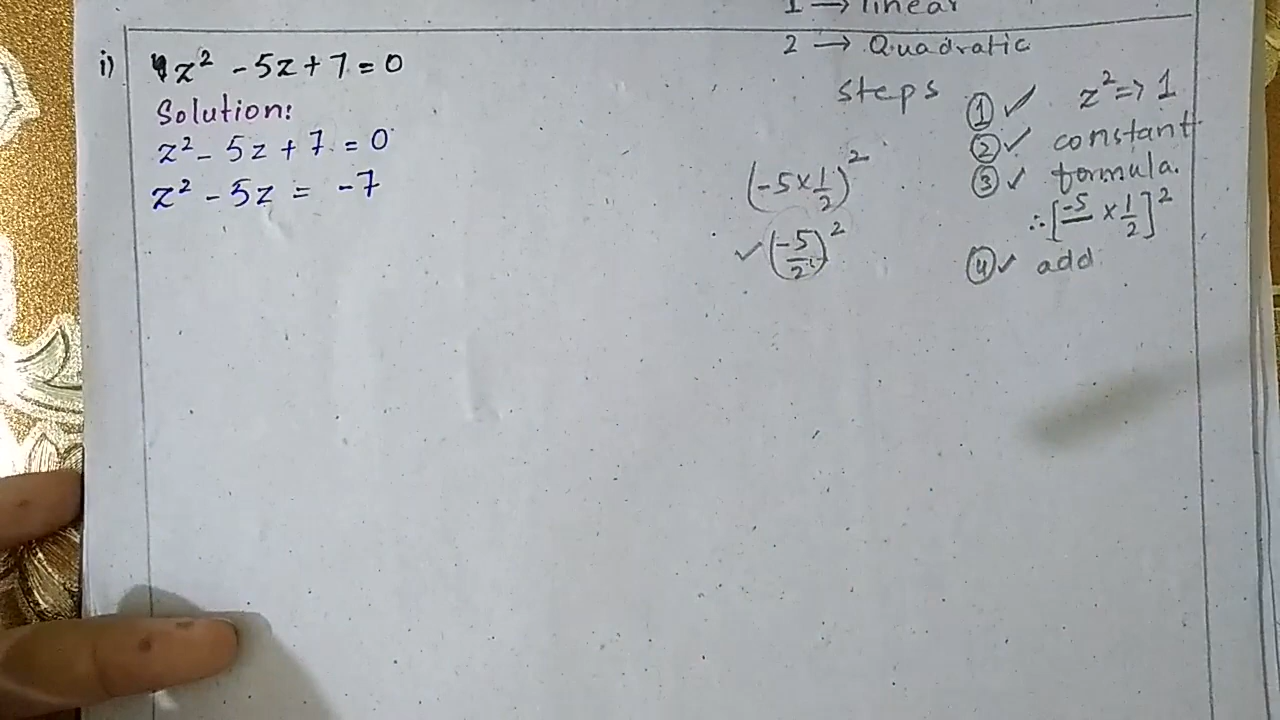 1 → linear
2 → Quadratic
i) 4z² - 5z + 7 = 0
Solution:
z² - 5z + 7 = 0
z² - 5z = -7
steps
① ✓ z² => 1
② ✓ constant
③ ✓ formula.
∴ [-5/ × 1/2]²
④ ✓ add
(-5 × 1/2)²
✓ (-5/2)²